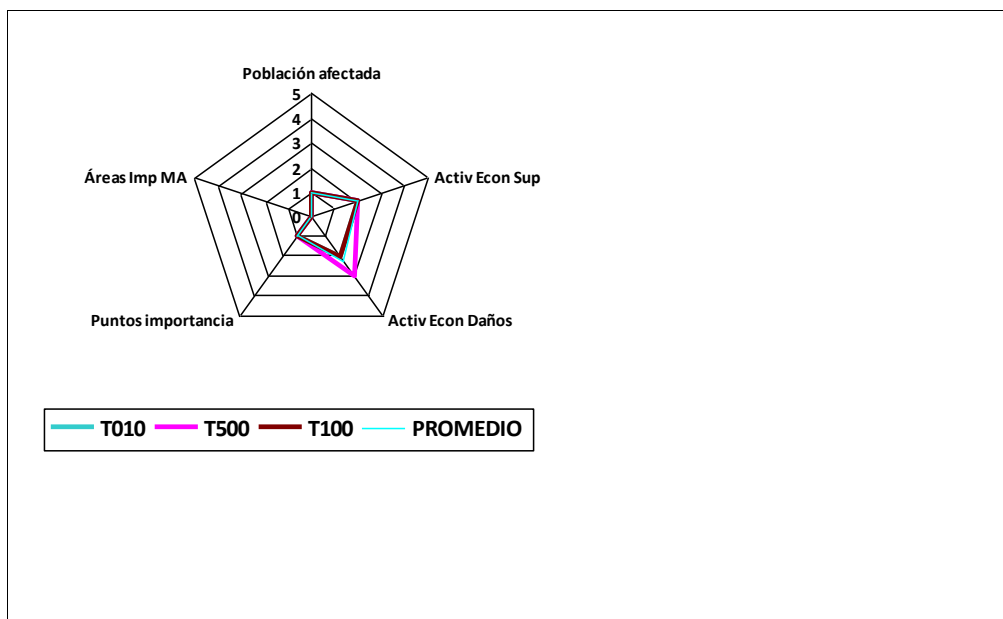 Población afectada
5
4
3
2
1
0
Áreas Imp MA
Activ Econ Sup
Puntos importancia
Activ Econ Daños
T010 T500 T100 PROMEDIO